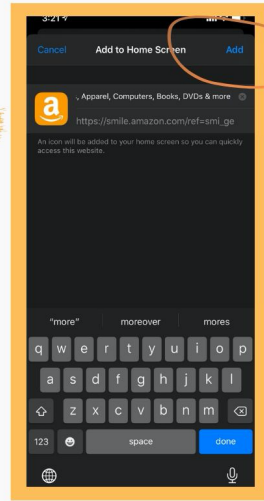 3:21
Cancel Add to Home Screen Add
, Apparel, Computers, Books, DVDs & more
https://smile.amazon.com/ref=smi_ge
An icon will be added to your home screen so you can quickly
access this website.
"more" moreover mores
q w e r t y u i o p
a s d f g h j k l
z x c v b n m
123 space done